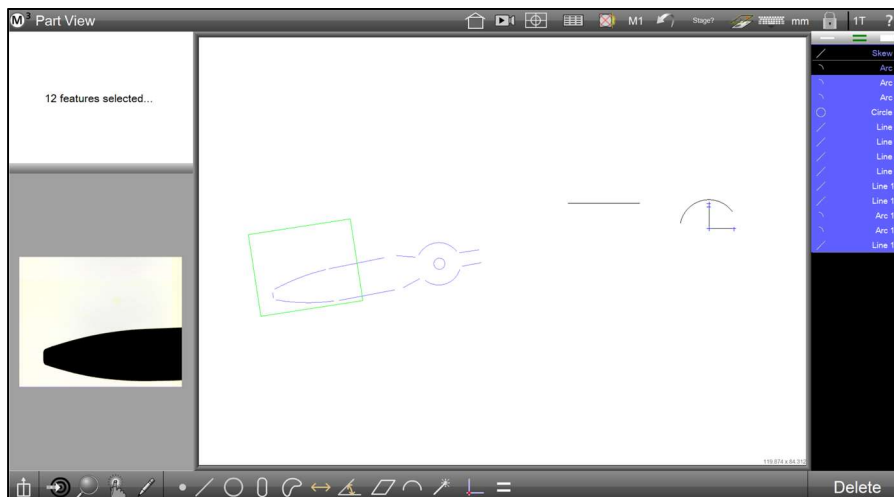 M3 Part View
M1
Stage?
mm
1T
?
12 features selected...
Skew
Arc
Arc
Arc
Circle
Line
Line
Line
Line
Line 1
Line 1
Arc 1
Arc 1
Line 1
Delete